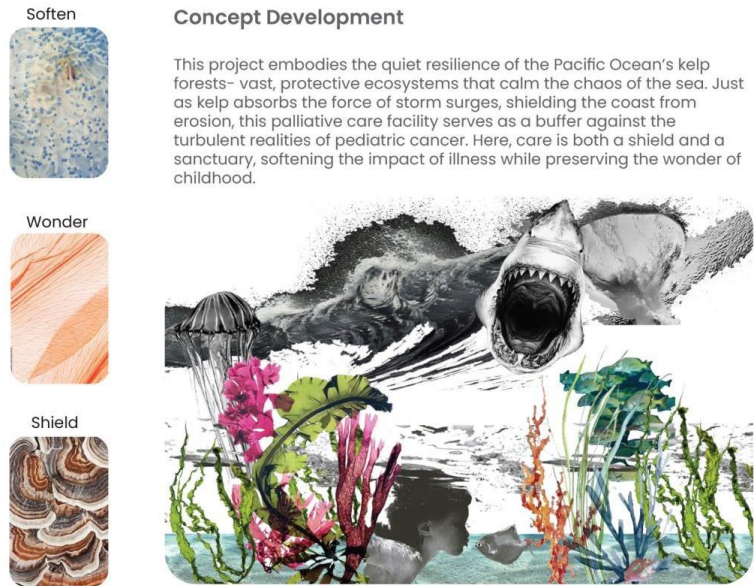 Soften
Concept Development
This project embodies the quiet resilience of the Pacific Ocean’s kelp
forests- vast, protective ecosystems that calm the chaos of the sea. Just
as kelp absorbs the force of storm surges, shielding the coast from
erosion, this palliative care facility serves as a buffer against the
turbulent realities of pediatric cancer. Here, care is both a shield and a
sanctuary, softening the impact of illness while preserving the wonder of
childhood.
Wonder
Shield